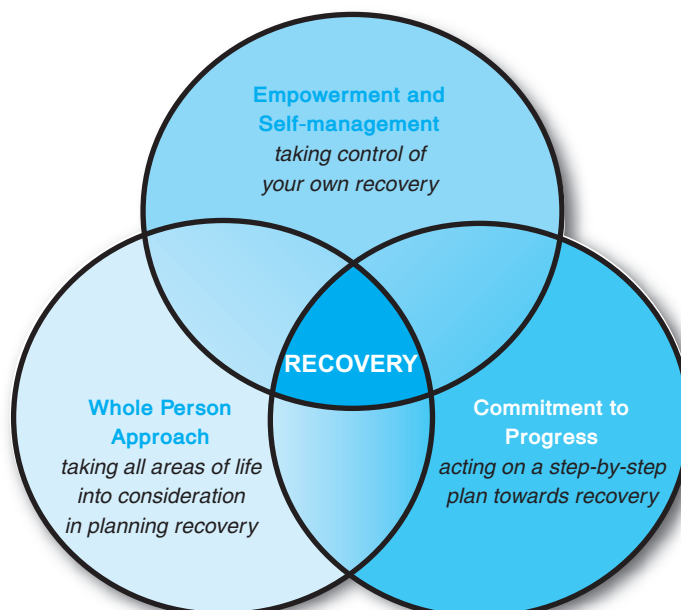 Empowerment and
Self-management
taking control of
your own recovery
RECOVERY
Whole Person
Approach
taking all areas of life
into consideration
in planning recovery
Commitment to
Progress
acting on a step-by-step
plan towards recovery